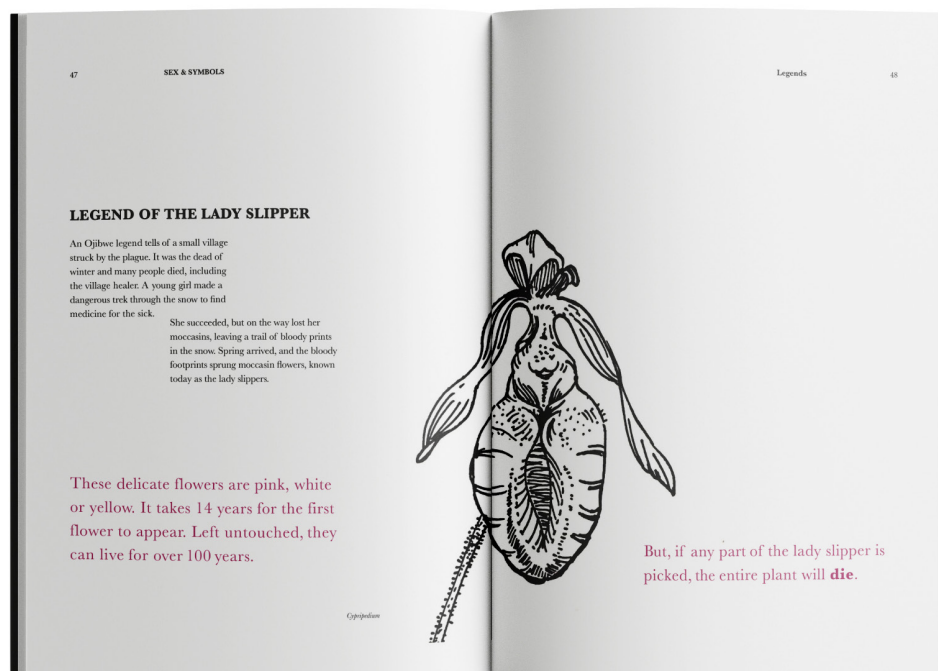 47
SEX & SYMBOLS
LEGEND OF THE LADY SLIPPER
An Ojibwe legend tells of a small village
struck by the plague. It was the dead of
winter and many people died, including
the village healer. A young girl made a
dangerous trek through the snow to find
medicine for the sick.
She succeeded, but on the way lost her
moccasins, leaving a trail of bloody prints
in the snow. Spring arrived, and the bloody
footprints sprung moccasin flowers, known
today as the lady slippers.
These delicate flowers are pink, white
or yellow. It takes 14 years for the first
flower to appear. Left untouched, they
can live for over 100 years.
Cypripedium
Legends
48
But, if any part of the lady slipper is
picked, the entire plant will die.